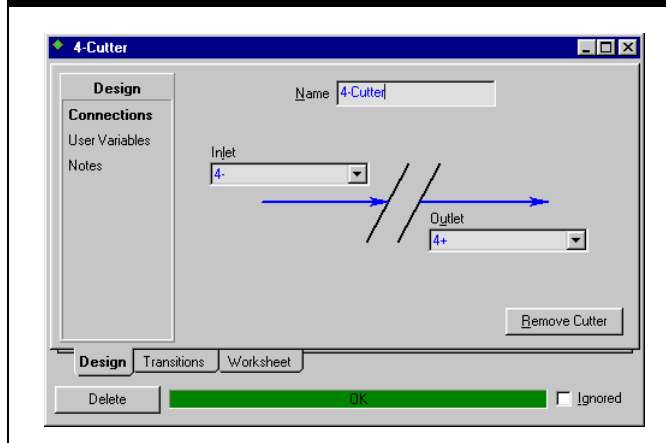 4-Cutter
Design
Connections
User Variables
Notes
Name 4-Cutter
Inlet
4-
Outlet
4+
Remove Cutter
Design Transitions Worksheet
Delete OK Ignored